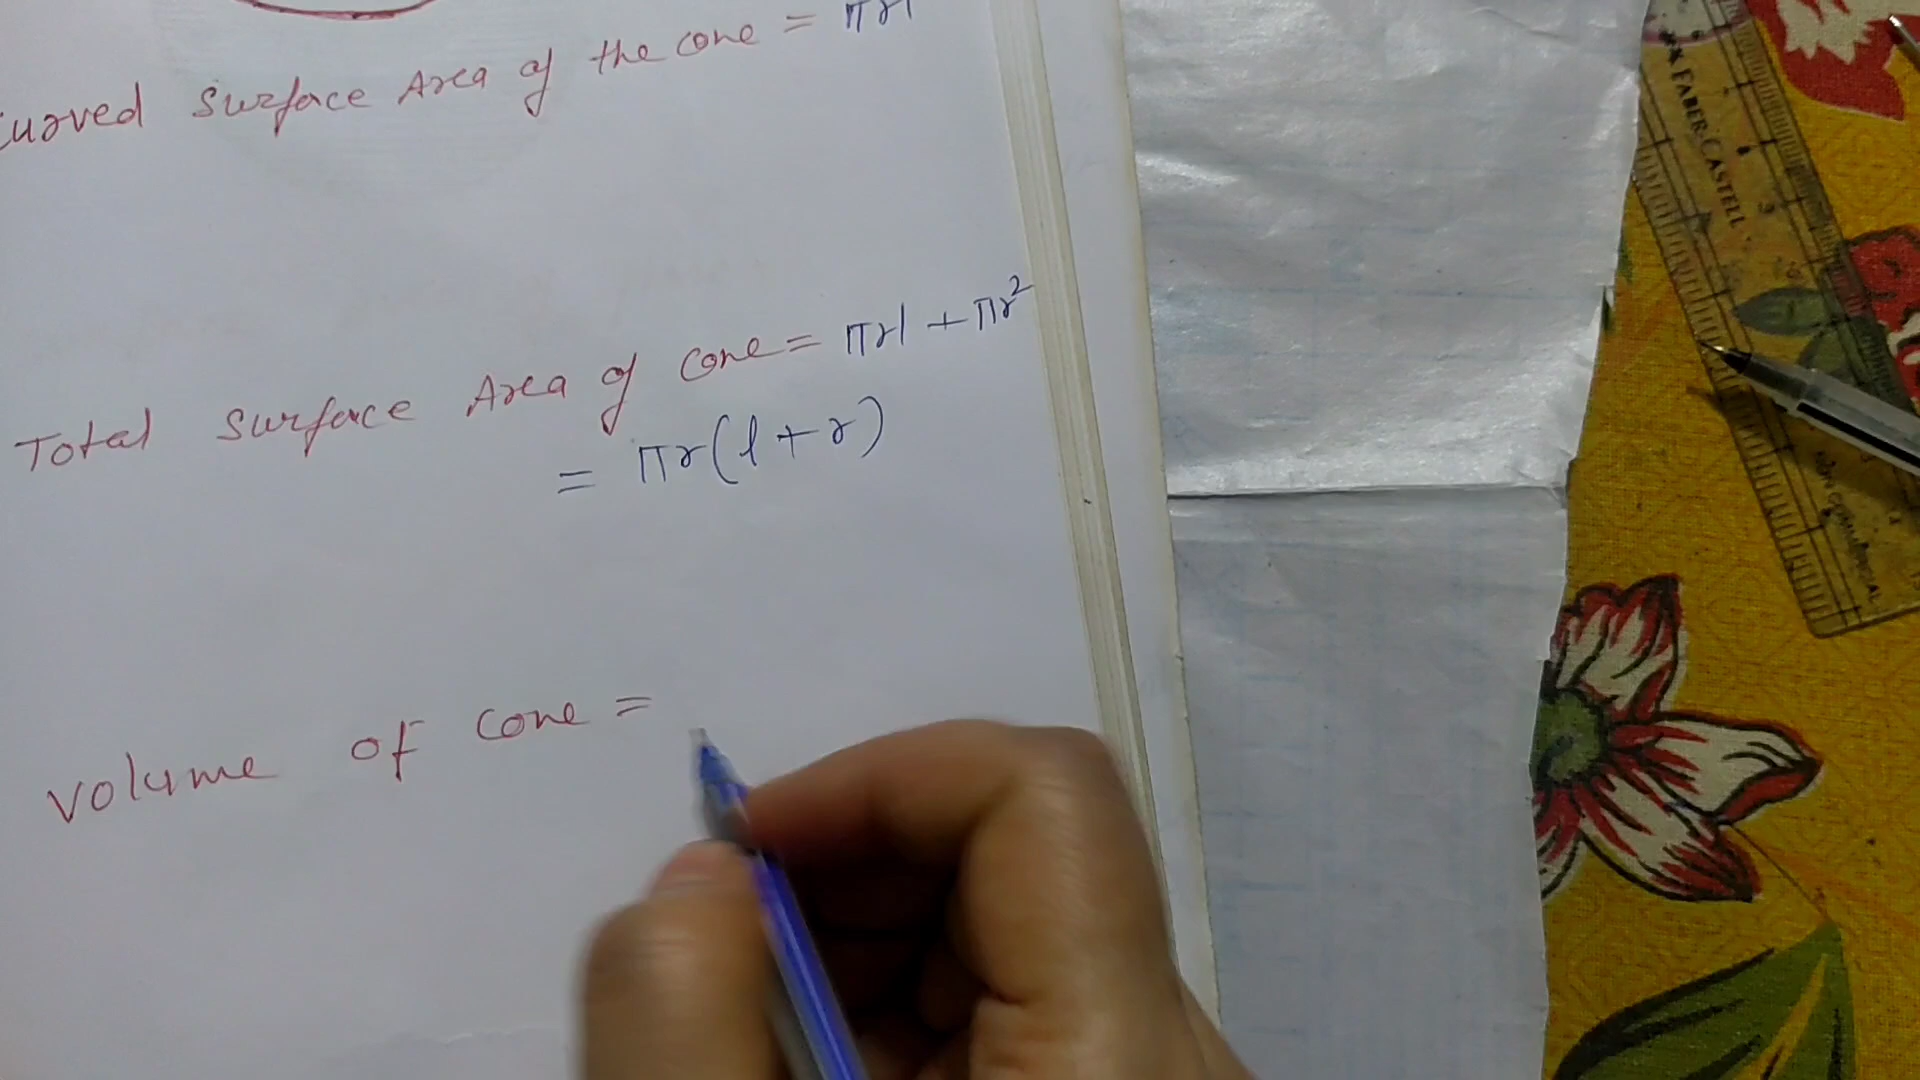 Curved Surface Area of the cone = πrl
Total Surface Area of Cone = πrl + πr²
= πr(l + r)
Volume of Cone =
FABER-CASTELL